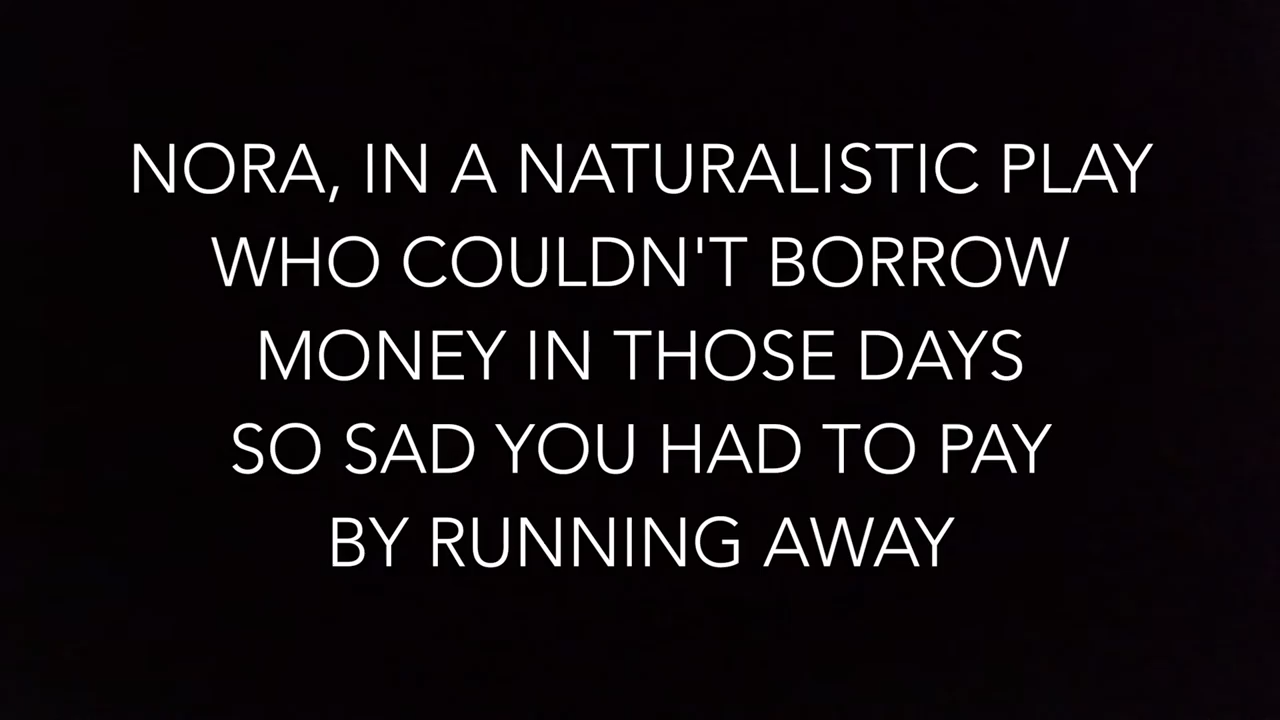 NORA, IN A NATURALISTIC PLAY
WHO COULDN'T BORROW
MONEY IN THOSE DAYS
SO SAD YOU HAD TO PAY
BY RUNNING AWAY